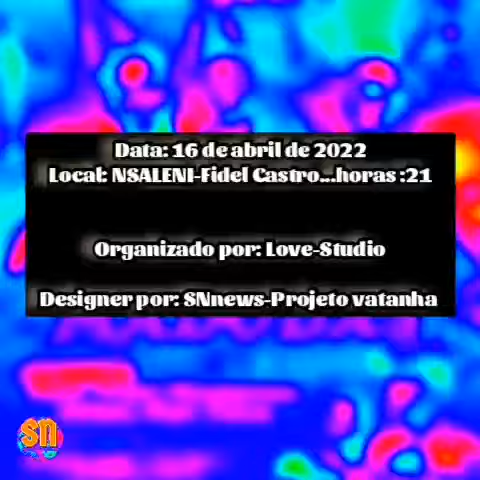 Data: 16 de abril de 2022
Local: NSALENI-Fidel Castro...horas :21
Organizado por: Love-Studio
Designer por: SNnews-Projeto vatanha
sn